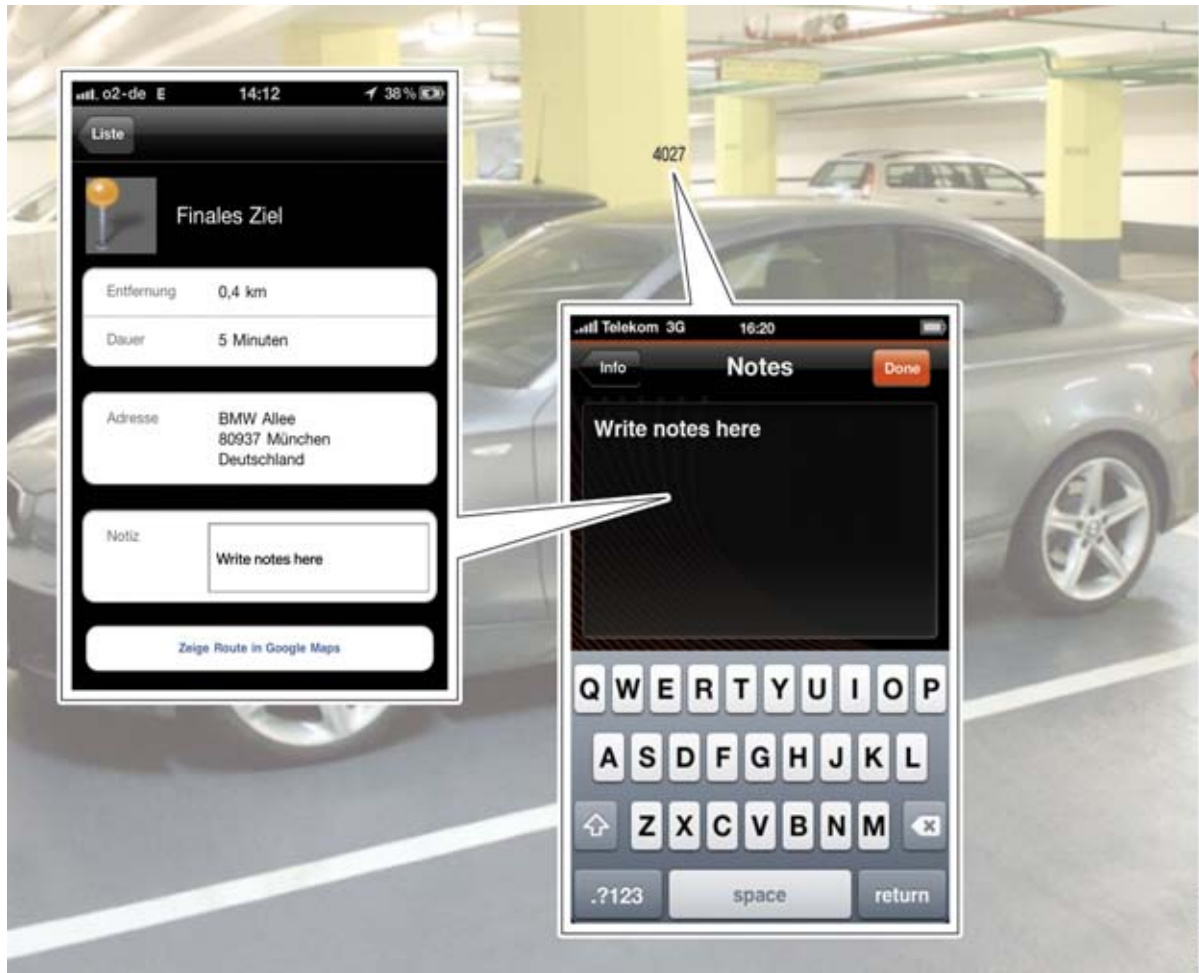 o2-de E 14:12 38%
Liste
Finales Ziel
Entfernung 0,4 km
Dauer 5 Minuten
Adresse BMW Allee
80937 München
Deutschland
Notiz Write notes here
Zeige Route in Google Maps
4027
Telekom 3G 16:20
Info Notes Done
Write notes here
Q W E R T Y U I O P
A S D F G H J K L
Z X C V B N M
.?123 space return